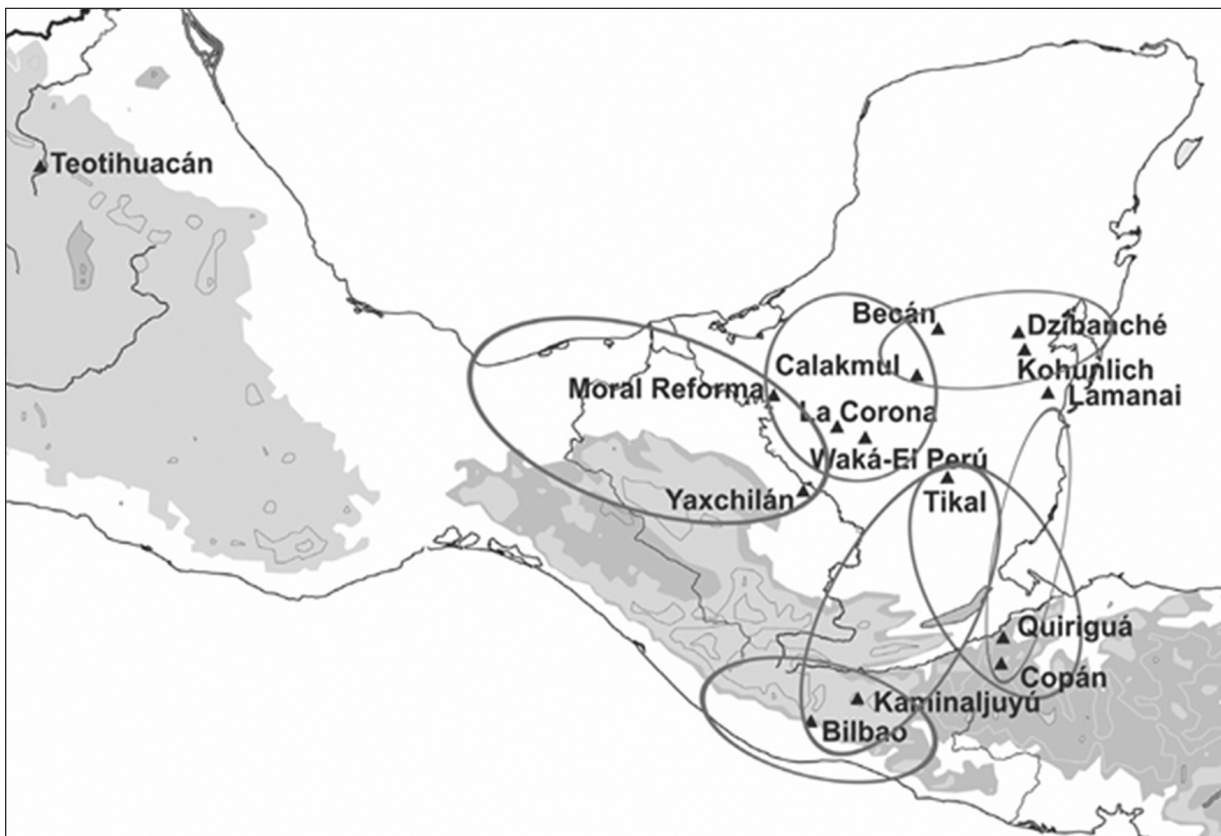 Teotihuacán
Becán
Dzibanché
Calakmul
Kohunlich
Moral Reforma
Lamanai
La Corona
Waká-El Perú
Yaxchilán
Tikal
Quiriguá
Copán
Kaminaljuyú
Bilbao